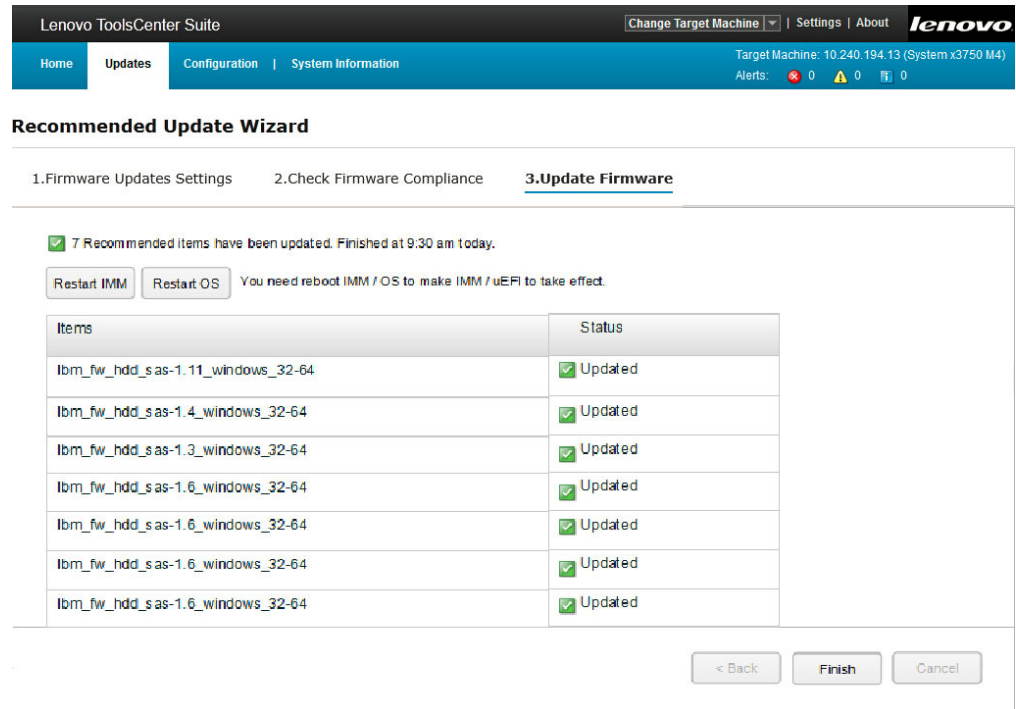 Lenovo ToolsCenter Suite
Change Target Machine | Settings | About
lenovo
Home Updates Configuration | System Information
Target Machine: 10.240.194.13 (System x3750 M4)
Alerts: 0 0 0
Recommended Update Wizard
1.Firmware Updates Settings 2.Check Firmware Compliance 3.Update Firmware
7 Recommended items have been updated. Finished at 9:30 am today.
Restart IMM Restart OS You need reboot IMM / OS to make IMM / uEFI to take effect.
Items Status
Ibm_fw_hdd_sas-1.11_windows_32-64 Updated
Ibm_fw_hdd_sas-1.4_windows_32-64 Updated
Ibm_fw_hdd_sas-1.3_windows_32-64 Updated
Ibm_fw_hdd_sas-1.6_windows_32-64 Updated
Ibm_fw_hdd_sas-1.6_windows_32-64 Updated
Ibm_fw_hdd_sas-1.6_windows_32-64 Updated
Ibm_fw_hdd_sas-1.6_windows_32-64 Updated
< Back Finish Cancel